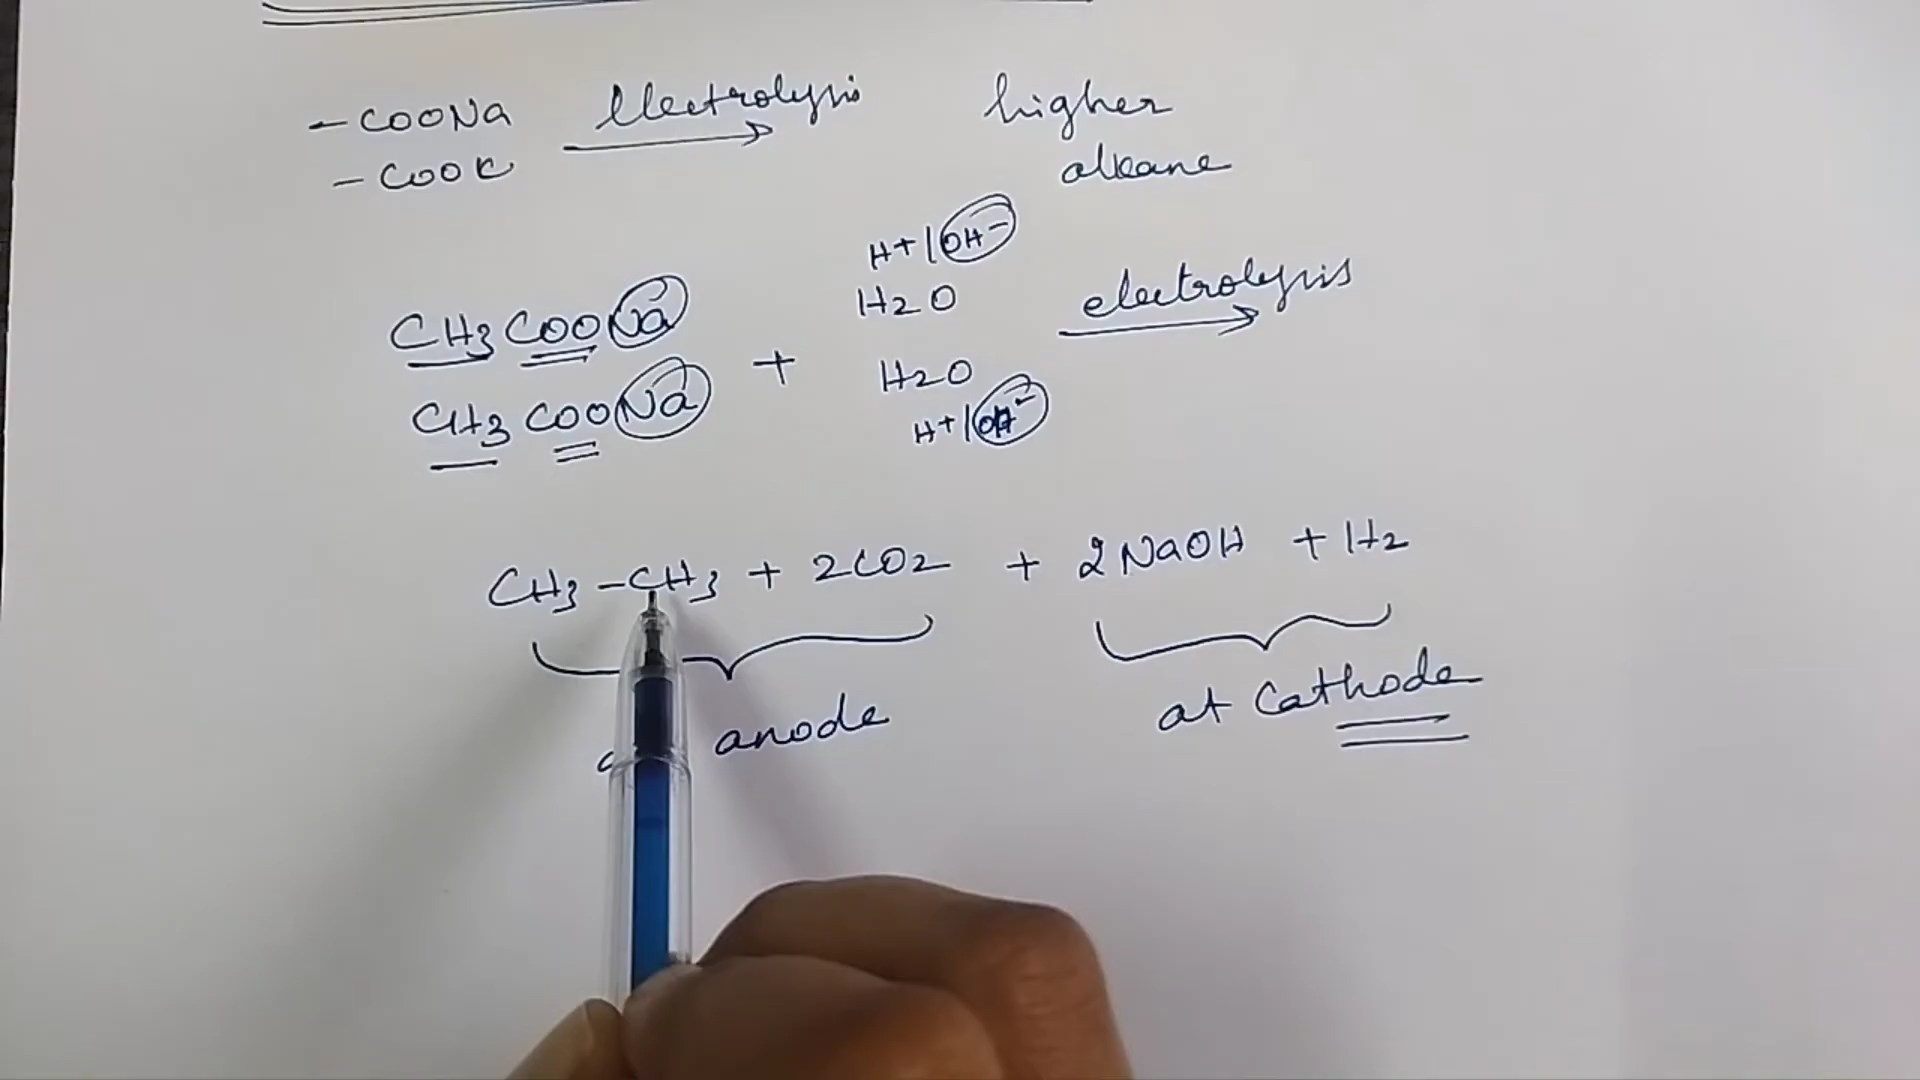 -COONa electrolysis higher
-COOK alkane
H+|OH-
CH3COONa H2O electrolysis
+
CH3COONa H2O
H+|OH-
CH3-CH3 + 2CO2 + 2NaOH + H2
anode at cathode